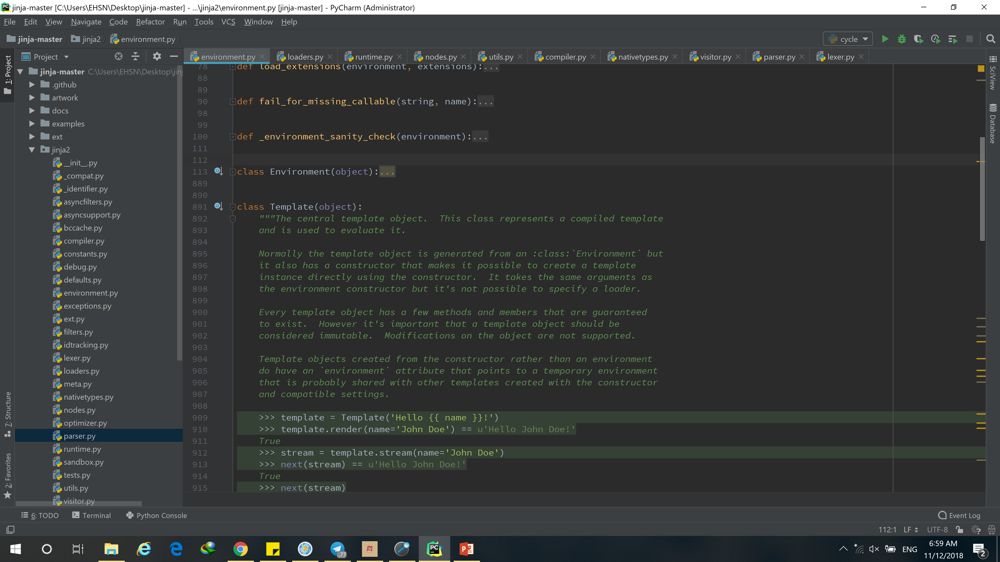 jinja-master [C:\Users\EHSN\Desktop\jinja-master] - ...\jinja2\environment.py [jinja-master] - PyCharm (Administrator)
File Edit View Navigate Code Refactor Run Tools VCS Window Help
jinja-master jinja2 environment.py cycle
Project
environment.py loaders.py runtime.py nodes.py utils.py compiler.py nativetypes.py visitor.py parser.py lexer.py
1: Project
7: Structure
2: Favorites
jinja-master C:\Users\EHSN\Desktop\jinj
.github
artwork
docs
examples
ext
jinja2
__init__.py
_compat.py
_identifier.py
asyncfilters.py
asyncsupport.py
bccache.py
compiler.py
constants.py
debug.py
defaults.py
environment.py
exceptions.py
ext.py
filters.py
idtracking.py
lexer.py
loaders.py
meta.py
nativetypes.py
nodes.py
optimizer.py
parser.py
runtime.py
sandbox.py
tests.py
utils.py
visitor.py
78 def load_extensions(environment, extensions):...
88
89
90 def fail_for_missing_callable(string, name):...
98
99
100 def _environment_sanity_check(environment):...
111
112
113 class Environment(object):...
889
890
891 class Template(object):
892 """The central template object.  This class represents a compiled template
893 and is used to evaluate it.
894
895 Normally the template object is generated from an :class:`Environment` but
896 it also has a constructor that makes it possible to create a template
897 instance directly using the constructor.  It takes the same arguments as
898 the environment constructor but it's not possible to specify a loader.
899
900 Every template object has a few methods and members that are guaranteed
901 to exist.  However it's important that a template object should be
902 considered immutable.  Modifications on the object are not supported.
903
904 Template objects created from the constructor rather than an environment
905 do have an `environment` attribute that points to a temporary environment
906 that is probably shared with other templates created with the constructor
907 and compatible settings.
908
909 >>> template = Template('Hello {{ name }}!')
910 >>> template.render(name='John Doe') == u'Hello John Doe!'
911 True
912 >>> stream = template.stream(name='John Doe')
913 >>> next(stream) == u'Hello John Doe!'
914 True
915 >>> next(stream)
SciView
Database
6: TODO Terminal Python Console Event Log
112:1 LF UTF-8
..77
PC
P
ENG
6:59 AM
11/12/2018
2